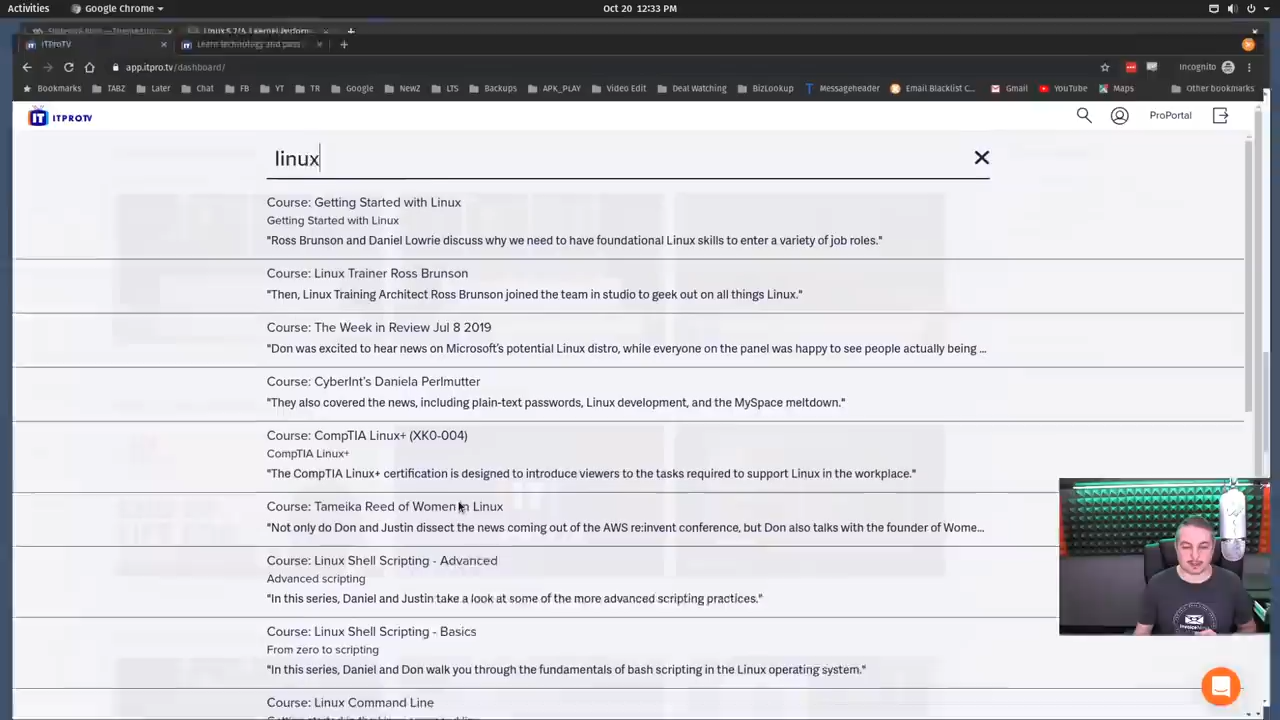 Activities
Google Chrome
Oct 20 12:33 PM
ITProTV
Learn technology and pass
app.itpro.tv/dashboard/
Incognito
Bookmarks
TABZ
Later
Chat
FB
YT
TR
Google
NewZ
LTS
Backups
APK_PLAY
Video Edit
Deal Watching
BizLookup
Messageheader
Email Blacklist C...
Gmail
YouTube
Maps
Other bookmarks
IT ITPROTV
ProPortal
linux
Course: Getting Started with Linux
Getting Started with Linux
"Ross Brunson and Daniel Lowrie discuss why we need to have foundational Linux skills to enter a variety of job roles."
Course: Linux Trainer Ross Brunson
"Then, Linux Training Architect Ross Brunson joined the team in studio to geek out on all things Linux."
Course: The Week in Review Jul 8 2019
"Don was excited to hear news on Microsoft's potential Linux distro, while everyone on the panel was happy to see people actually being ...
Course: CyberInt's Daniela Perlmutter
"They also covered the news, including plain-text passwords, Linux development, and the MySpace meltdown."
Course: CompTIA Linux+ (XK0-004)
CompTIA Linux+
"The CompTIA Linux+ certification is designed to introduce viewers to the tasks required to support Linux in the workplace."
Course: Tameika Reed of Women in Linux
"Not only do Don and Justin dissect the news coming out of the AWS re:invent conference, but Don also talks with the founder of Wome...
Course: Linux Shell Scripting - Advanced
Advanced scripting
"In this series, Daniel and Justin take a look at some of the more advanced scripting practices."
Course: Linux Shell Scripting - Basics
From zero to scripting
"In this series, Daniel and Don walk you through the fundamentals of bash scripting in the Linux operating system."
Course: Linux Command Line